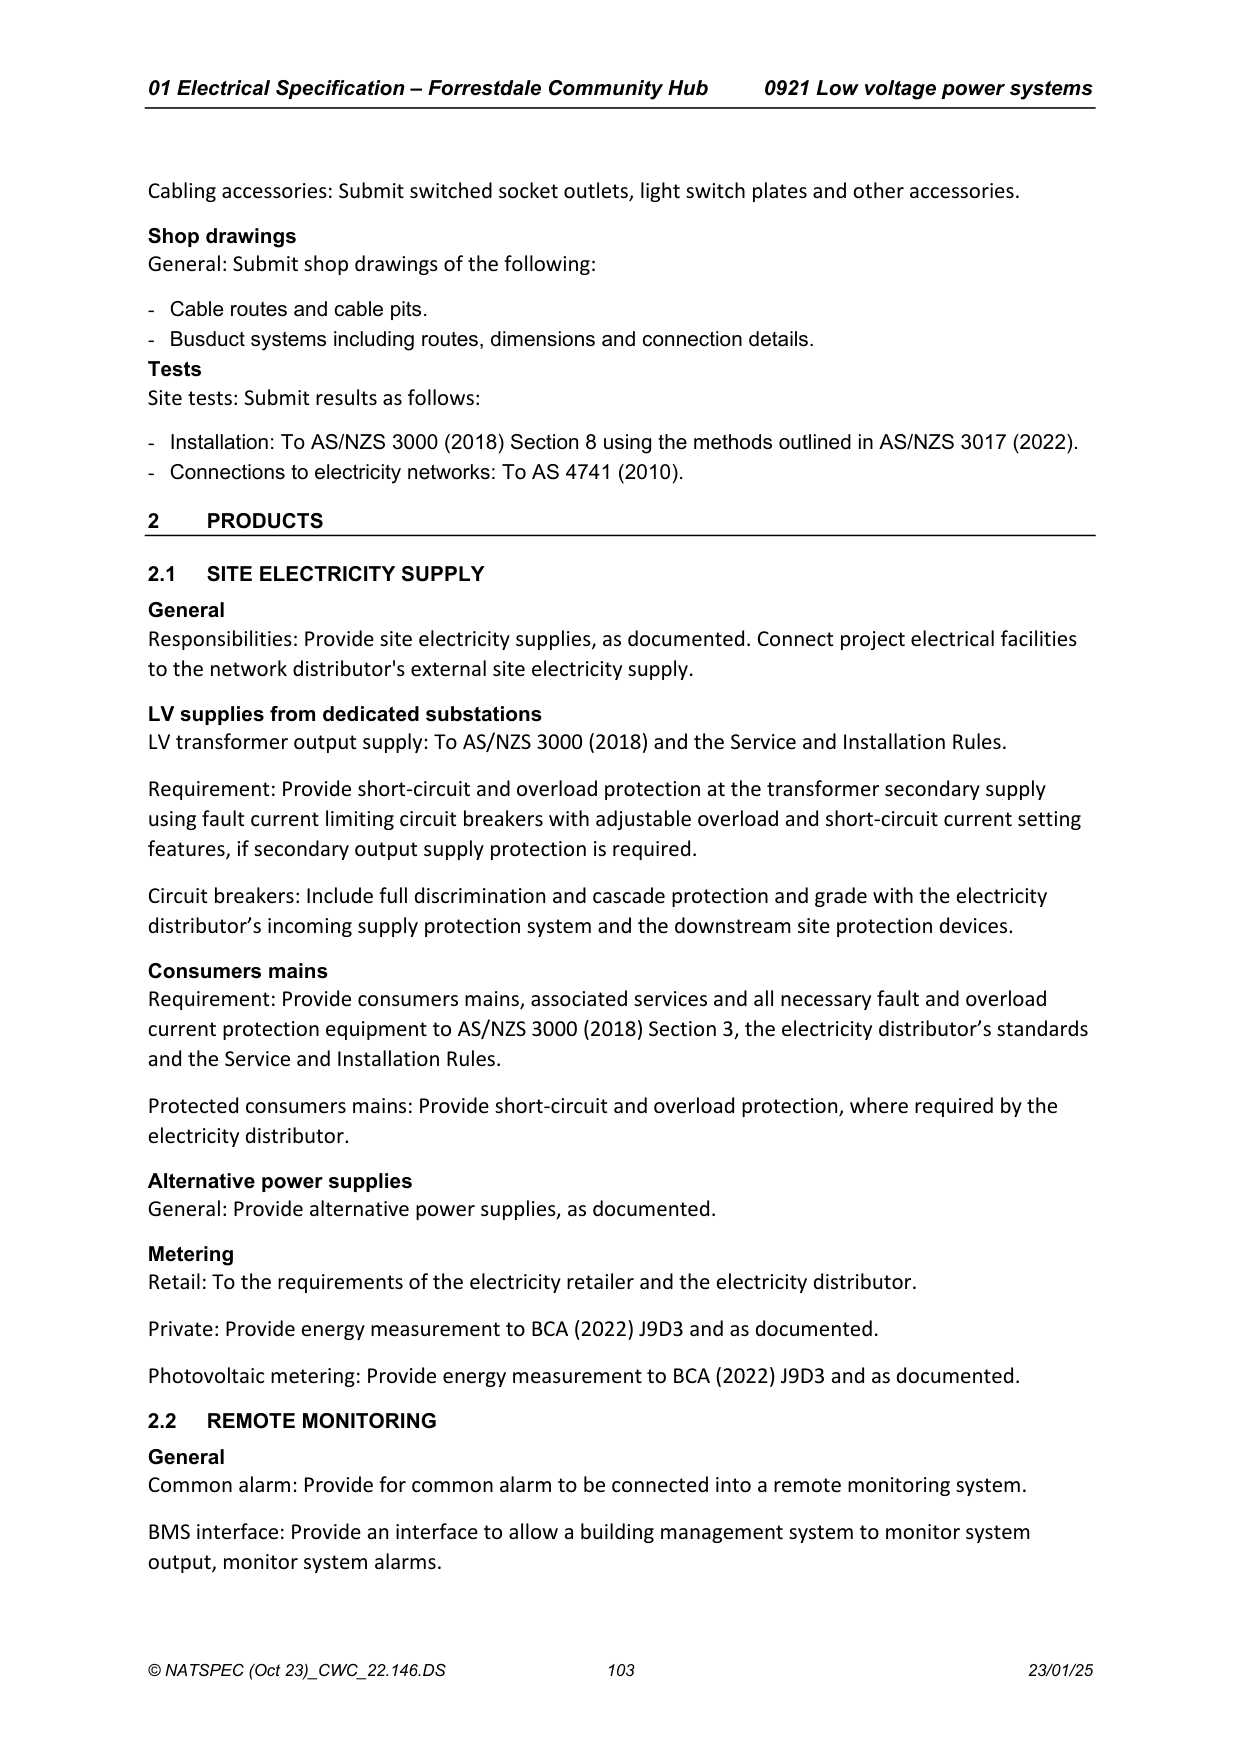 01 Electrical Specification – Forrestdale Community Hub 0921 Low voltage power systems
Cabling accessories: Submit switched socket outlets, light switch plates and other accessories.
Shop drawings
General: Submit shop drawings of the following:
- Cable routes and cable pits.
- Busduct systems including routes, dimensions and connection details.
Tests
Site tests: Submit results as follows:
- Installation: To AS/NZS 3000 (2018) Section 8 using the methods outlined in AS/NZS 3017 (2022).
- Connections to electricity networks: To AS 4741 (2010).
2 PRODUCTS
2.1 SITE ELECTRICITY SUPPLY
General
Responsibilities: Provide site electricity supplies, as documented. Connect project electrical facilities
to the network distributor's external site electricity supply.
LV supplies from dedicated substations
LV transformer output supply: To AS/NZS 3000 (2018) and the Service and Installation Rules.
Requirement: Provide short-circuit and overload protection at the transformer secondary supply
using fault current limiting circuit breakers with adjustable overload and short-circuit current setting
features, if secondary output supply protection is required.
Circuit breakers: Include full discrimination and cascade protection and grade with the electricity
distributor’s incoming supply protection system and the downstream site protection devices.
Consumers mains
Requirement: Provide consumers mains, associated services and all necessary fault and overload
current protection equipment to AS/NZS 3000 (2018) Section 3, the electricity distributor’s standards
and the Service and Installation Rules.
Protected consumers mains: Provide short-circuit and overload protection, where required by the
electricity distributor.
Alternative power supplies
General: Provide alternative power supplies, as documented.
Metering
Retail: To the requirements of the electricity retailer and the electricity distributor.
Private: Provide energy measurement to BCA (2022) J9D3 and as documented.
Photovoltaic metering: Provide energy measurement to BCA (2022) J9D3 and as documented.
2.2 REMOTE MONITORING
General
Common alarm: Provide for common alarm to be connected into a remote monitoring system.
BMS interface: Provide an interface to allow a building management system to monitor system
output, monitor system alarms.
© NATSPEC (Oct 23)_CWC_22.146.DS 103 23/01/25